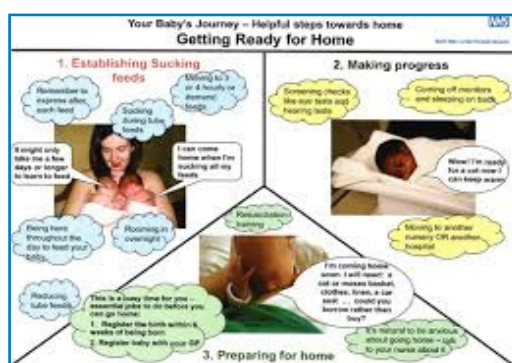 Your Baby's Journey – Helpful steps towards home
NHS
Getting Ready for Home
1. Establishing Sucking
feeds
Remember to
express after
each feed
Sucking
during tube
feeds
Moving to 3
or 4 hourly or
demand
feeds
It might only
take me a few
days or longer
to learn to feed
I can come
home when I'm
sucking all my
feeds
Being here
throughout the
day to feed your
baby
Rooming in
overnight
Reducing
tube feeds
2. Making progress
Screening checks
like eye tests and
hearing tests
Coming off monitors
and sleeping on back
Wow! I'm ready
for a cot now I
can keep warm
Moving to another
nursery OR another
hospital
Resuscitation
training
This is a busy time for you –
essential jobs to do before you
can go home:
1. Register the birth within 6
weeks of being born
2. Register baby with your GP
I'm coming home
soon. I will need: a
cot or moses basket,
clothes, linen, a car
seat … could you
borrow rather than
buy?
It's natural to be anxious
about going home – talk
to your nurse about it
3. Preparing for home